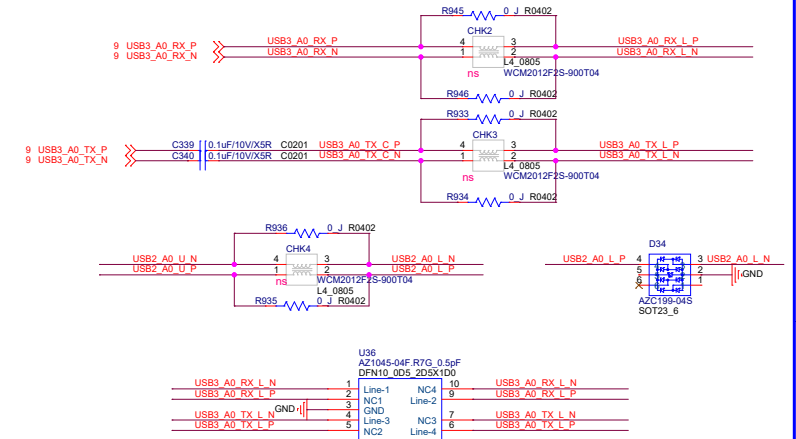 R945 0_J R0402
CHK2
9 USB3_A0_RX_P USB3_A0_RX_P 4 3 USB3_A0_RX_L_P
9 USB3_A0_RX_N USB3_A0_RX_N 1 2 USB3_A0_RX_L_N
L4_0805
ns WCM2012F2S-900T04
R946 0_J R0402
R933 0_J R0402
CHK3
9 USB3_A0_TX_P C339 0.1uF/10V/X5R C0201 USB3_A0_TX_C_P 4 3 USB3_A0_TX_L_P
9 USB3_A0_TX_N C340 0.1uF/10V/X5R C0201 USB3_A0_TX_C_N 1 2 USB3_A0_TX_L_N
L4_0805
ns WCM2012F2S-900T04
R934 0_J R0402
R936 0_J R0402
CHK4
USB2_A0_U_N 4 3 USB2_A0_L_N
USB2_A0_U_P 1 2 USB2_A0_L_P
ns WCM2012F2S-900T04
L4_0805
R935 0_J R0402
D34
USB2_A0_L_P 4 3 USB2_A0_L_N
5 2 GND
6 1
AZC199-04S
SOT23_6
U36
AZ1045-04F.R7G_0.5pF
DFN10_0D5_2D5X1D0
USB3_A0_RX_L_N 1 Line-1 NC4 10 USB3_A0_RX_L_N
USB3_A0_RX_L_P 2 NC1 Line-2 9 USB3_A0_RX_L_P
GND 3 GND
USB3_A0_TX_L_N 4 Line-3 NC3 7 USB3_A0_TX_L_N
USB3_A0_TX_L_P 5 NC2 Line-4 6 USB3_A0_TX_L_P